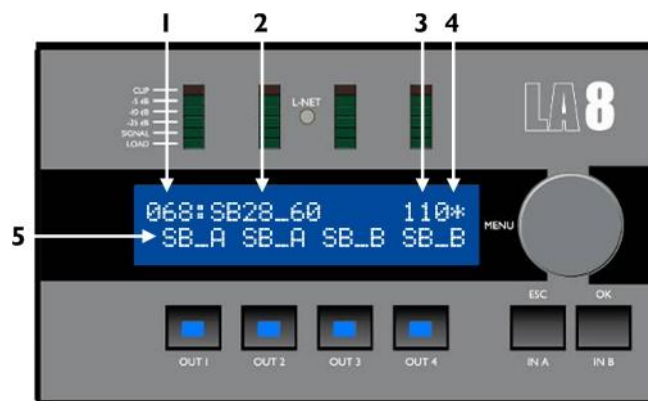 1 2 3 4
CLIP
-5 dB
-10 dB
-25 dB
SIGNAL
LOAD
L-NET
LA8
068:SB28_60 110*
MENU
5
SB_A SB_A SB_B SB_B
ESC OK
OUT 1 OUT 2 OUT 3 OUT 4 IN A IN B